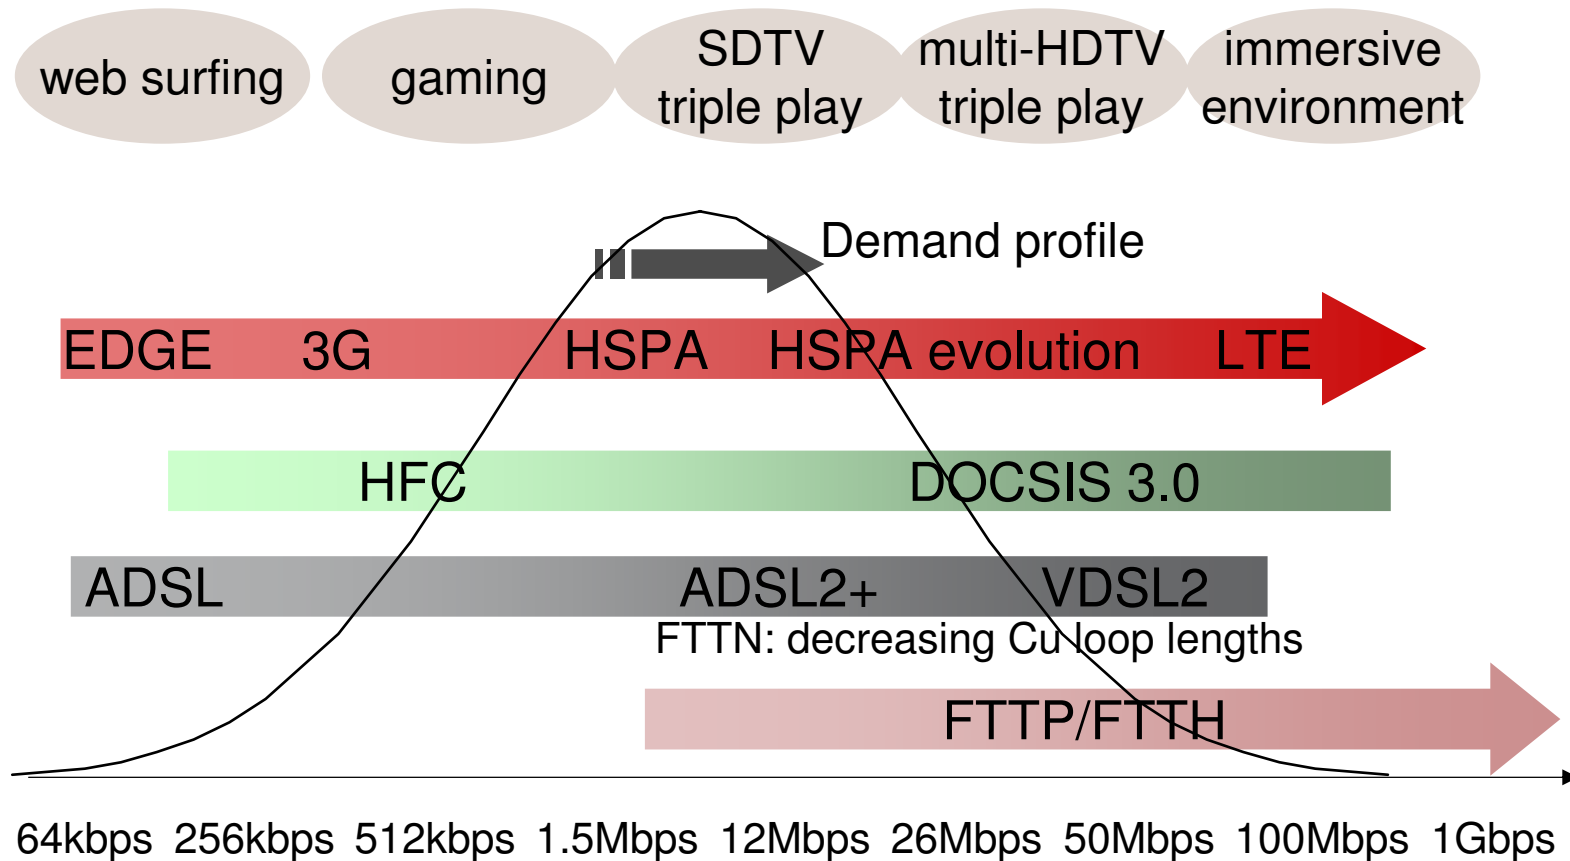 web surfing
gaming
SDTV
triple play
multi-HDTV
triple play
immersive
environment
Demand profile
EDGE 3G HSPA HSPA evolution LTE
HFC DOCSIS 3.0
ADSL ADSL2+ VDSL2
FTTN: decreasing Cu loop lengths
FTTP/FTTH
64kbps 256kbps 512kbps 1.5Mbps 12Mbps 26Mbps 50Mbps 100Mbps 1Gbps